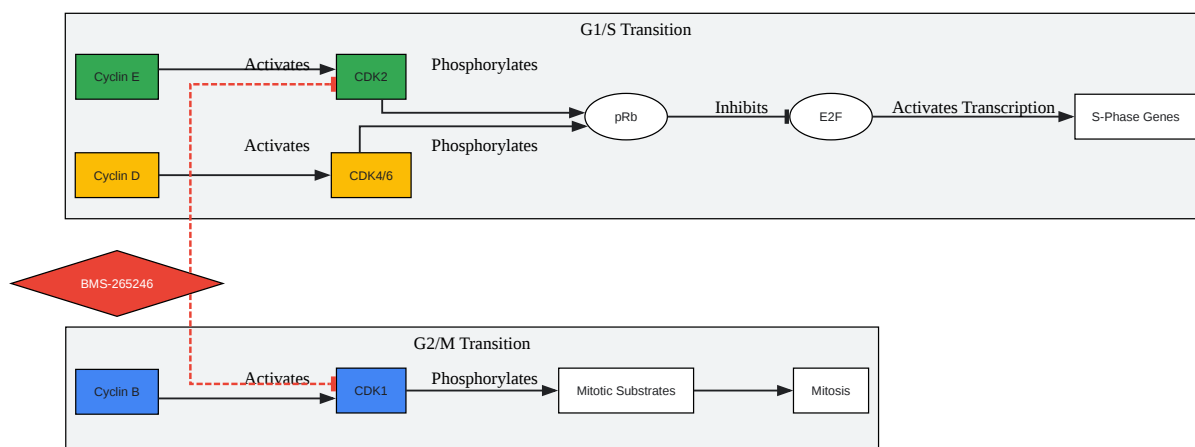 G1/S Transition
Cyclin E
Activates
CDK2
Phosphorylates
pRb
Inhibits
E2F
Activates Transcription
S-Phase Genes
Cyclin D
Activates
CDK4/6
Phosphorylates
BMS-265246
G2/M Transition
Cyclin B
Activates
CDK1
Phosphorylates
Mitotic Substrates
Mitosis